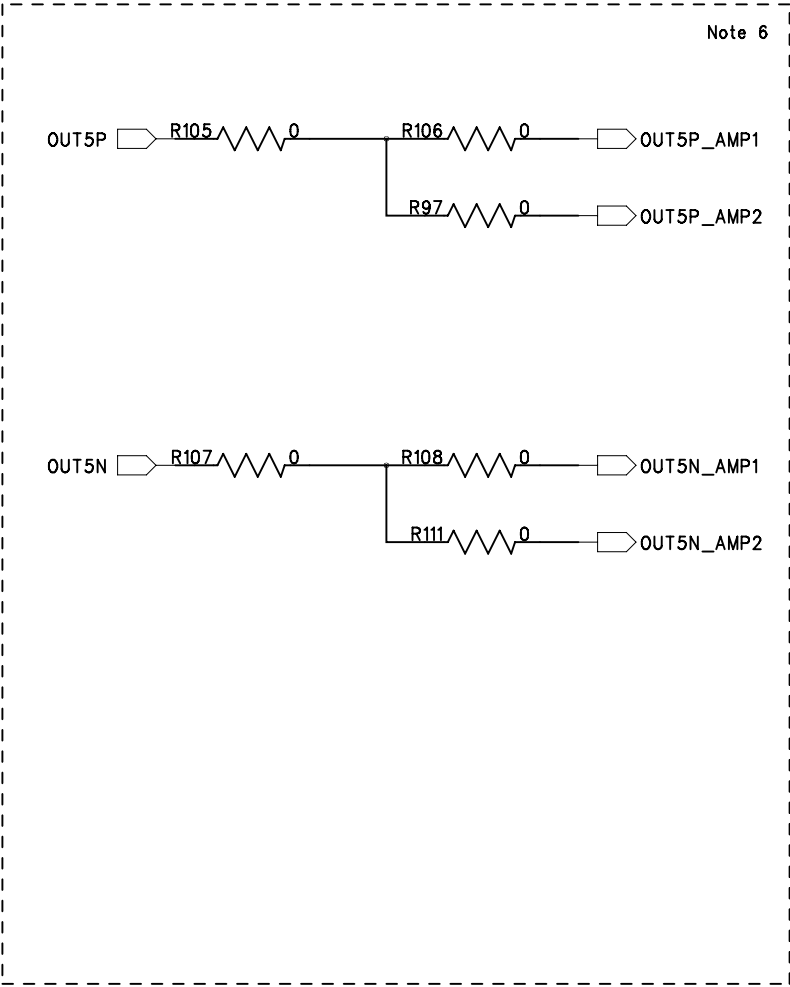 Note 6
OUT5P R105 0 R106 0 OUT5P_AMP1
R97 0 OUT5P_AMP2
OUT5N R107 0 R108 0 OUT5N_AMP1
R111 0 OUT5N_AMP2